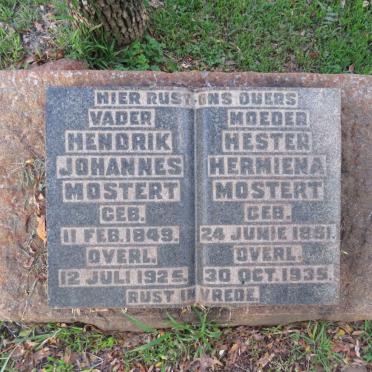 HIER RUST ONS OUERS
VADER
HENDRIK
JOHANNES
MOSTERT
GEB.
11 FEB. 1849.
OVERL.
12 JULI 1925.
MOEDER
HESTER
HERMIENA
MOSTERT
GEB.
24 JUNIE 1851.
OVERL.
30 OCT. 1935.
RUST IN VREDE.